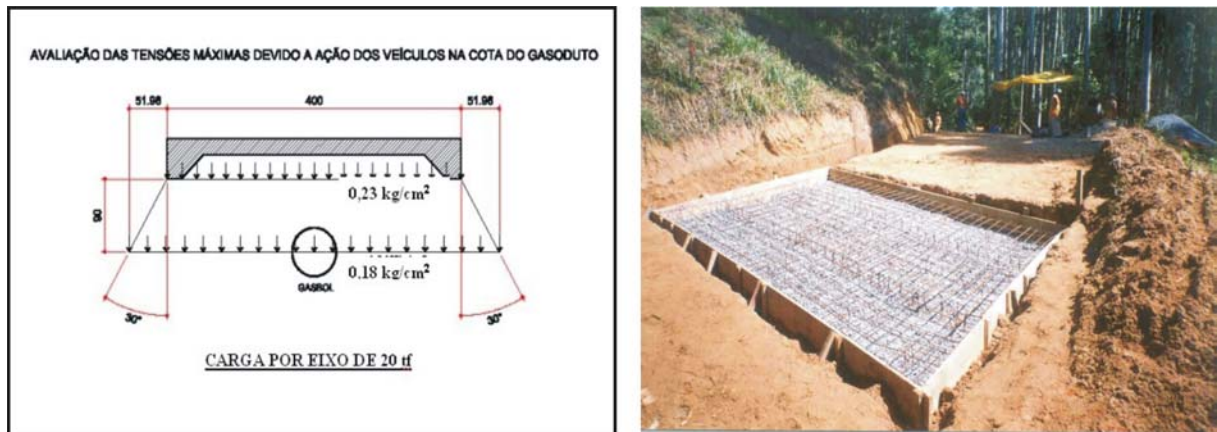 AVALIAÇÃO DAS TENSÕES MÁXIMAS DEVIDO A AÇÃO DOS VEÍCULOS NA COTA DO GASODUTO
51.96 400 51.96
0,23 kg/cm²
90
0,18 kg/cm²
GASBOL
30° 30°
CARGA POR EIXO DE 20 tf